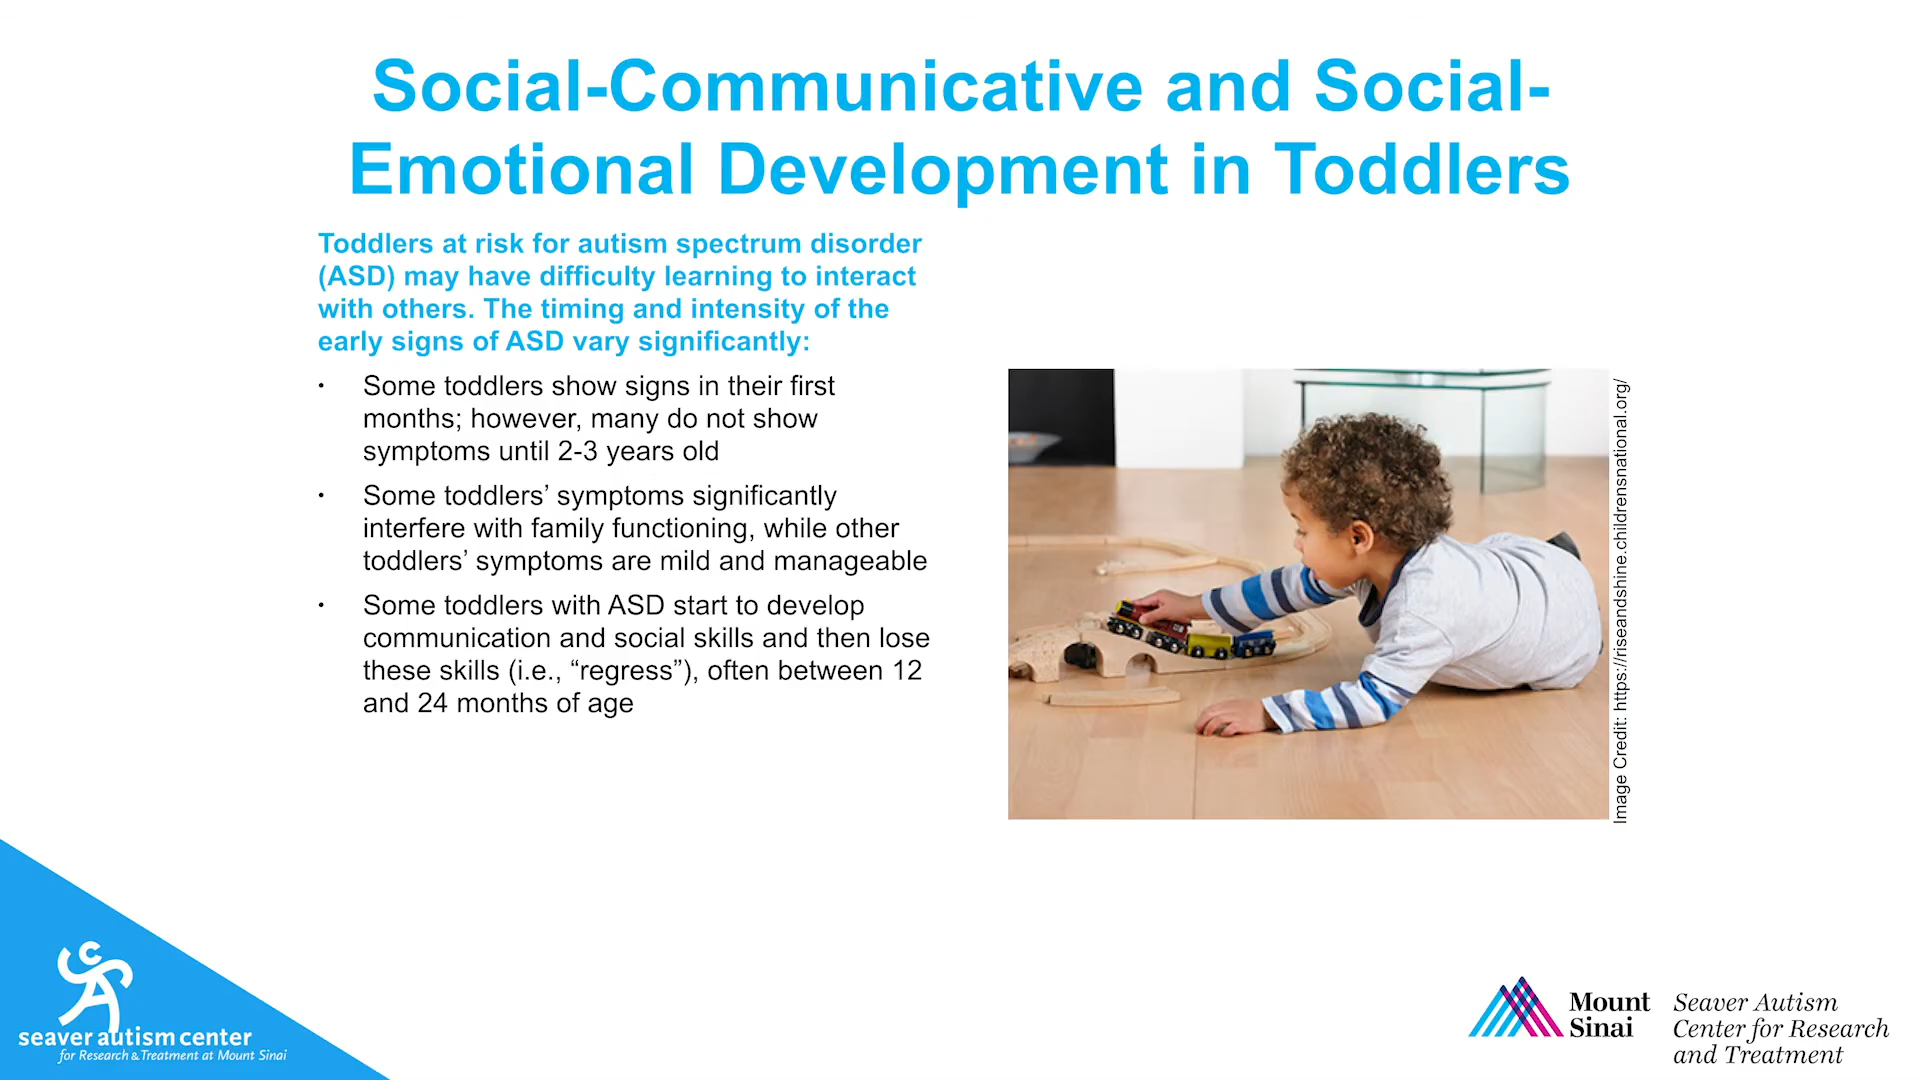 Social-Communicative and Social-
Emotional Development in Toddlers
Toddlers at risk for autism spectrum disorder
(ASD) may have difficulty learning to interact
with others. The timing and intensity of the
early signs of ASD vary significantly:
• Some toddlers show signs in their first
months; however, many do not show
symptoms until 2-3 years old
• Some toddlers’ symptoms significantly
interfere with family functioning, while other
toddlers’ symptoms are mild and manageable
• Some toddlers with ASD start to develop
communication and social skills and then lose
these skills (i.e., “regress”), often between 12
and 24 months of age
Image Credit: https://riseandshine.childrensnational.org/
seaver autism center
for Research & Treatment at Mount Sinai
Mount
Sinai
Seaver Autism
Center for Research
and Treatment